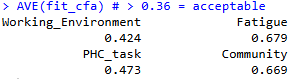 > AVE(fit_cfa) # > 0.36 = acceptable
Working_Environment Fatigue
0.424 0.679
PHC_task Community
0.473 0.669